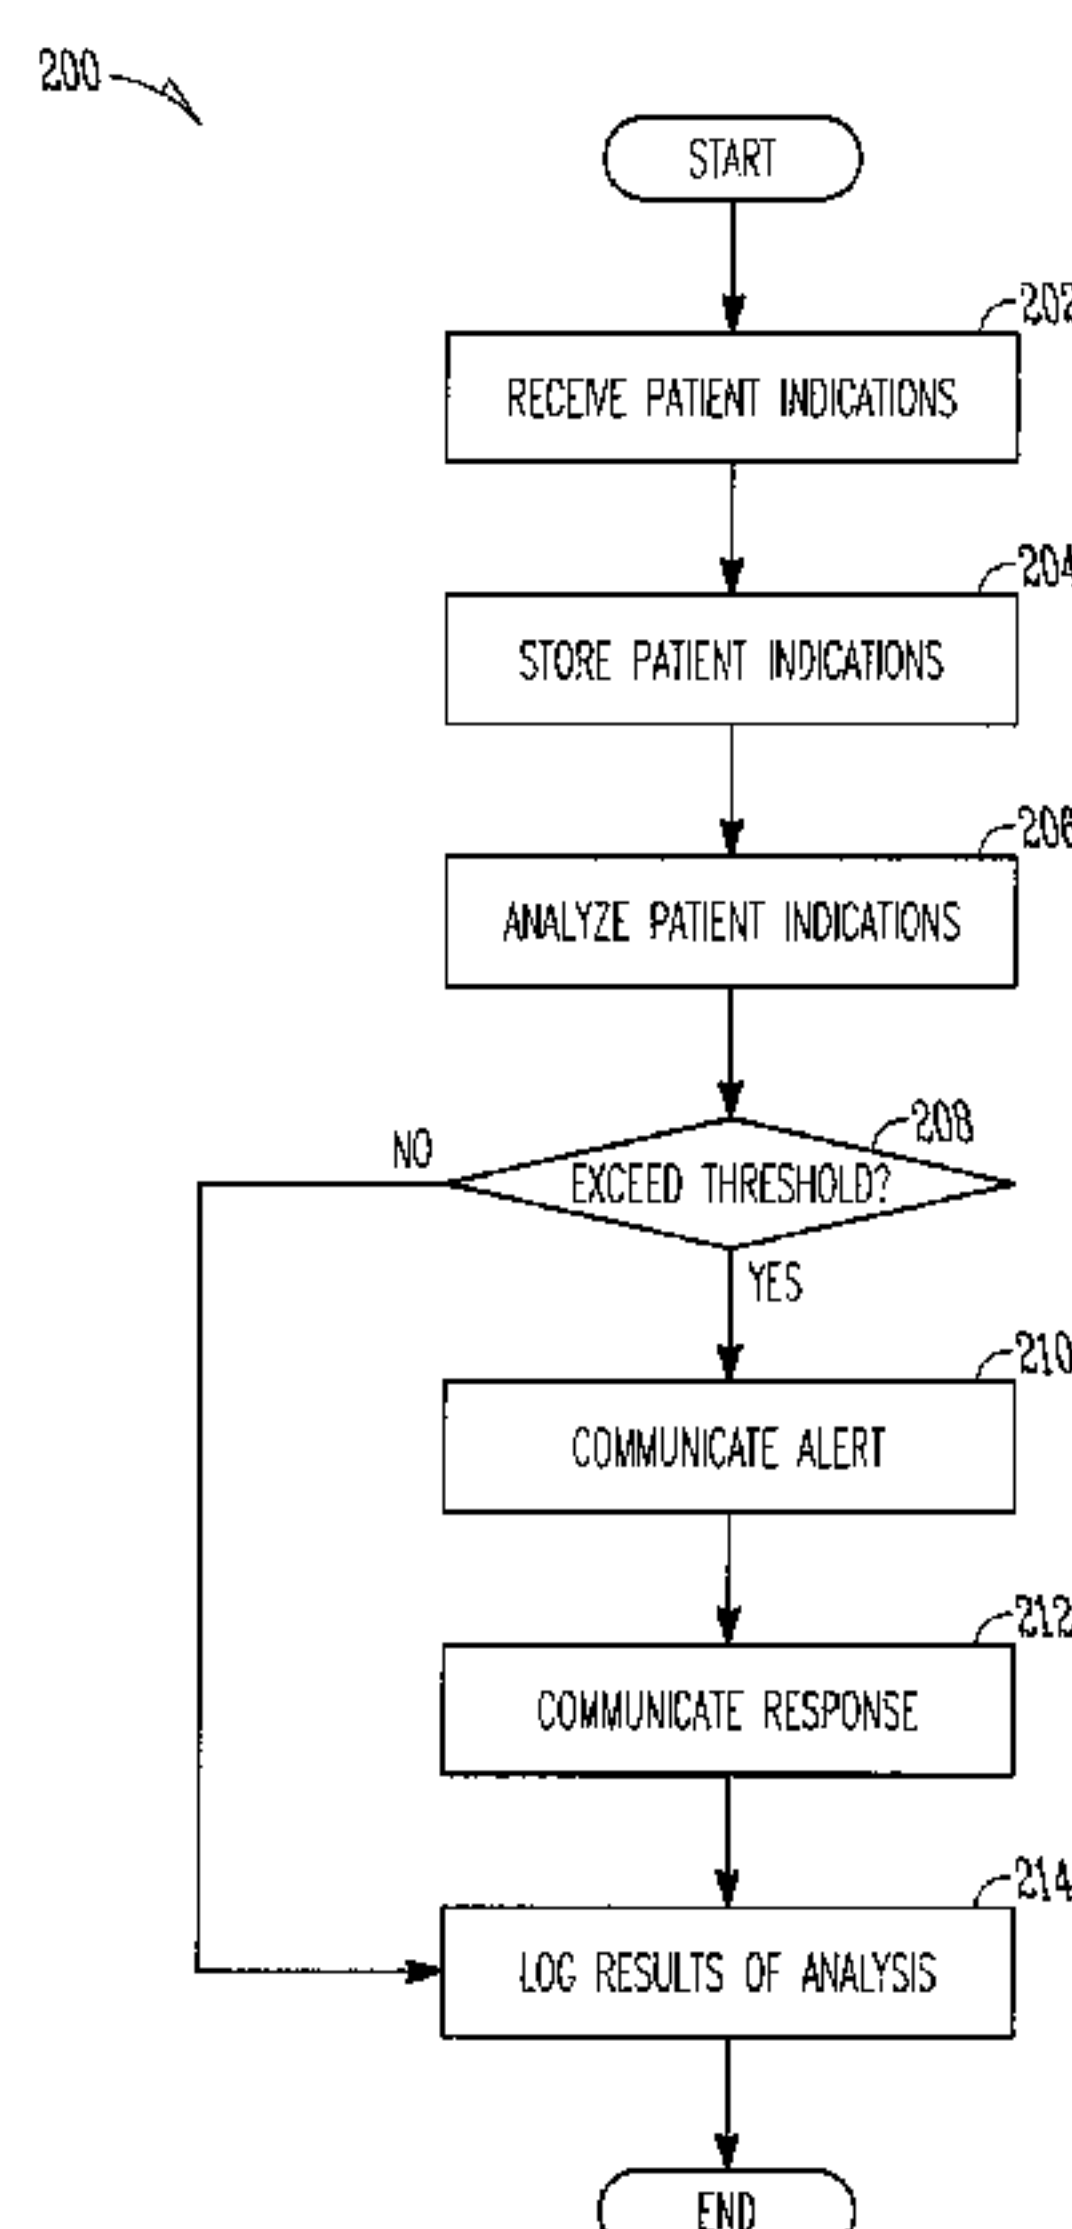 200
START
202
RECEIVE PATIENT INDICATIONS
204
STORE PATIENT INDICATIONS
206
ANALYZE PATIENT INDICATIONS
208
NO
EXCEED THRESHOLD?
YES
210
COMMUNICATE ALERT
212
COMMUNICATE RESPONSE
214
LOG RESULTS OF ANALYSIS
END